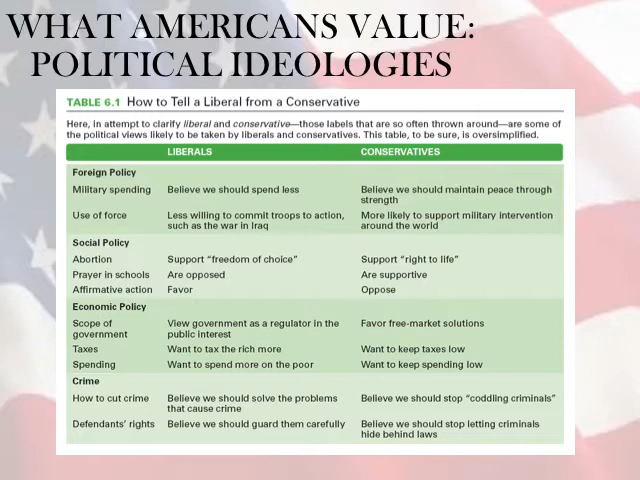 WHAT AMERICANS VALUE:
POLITICAL IDEOLOGIES
TABLE 6.1 How to Tell a Liberal from a Conservative
Here, in attempt to clarify liberal and conservative—those labels that are so often thrown around—are some of
the political views likely to be taken by liberals and conservatives. This table, to be sure, is oversimplified.
LIBERALS CONSERVATIVES
Foreign Policy
Military spending Believe we should spend less Believe we should maintain peace through
strength
Use of force Less willing to commit troops to action, More likely to support military intervention
such as the war in Iraq around the world
Social Policy
Abortion Support “freedom of choice” Support “right to life”
Prayer in schools Are opposed Are supportive
Affirmative action Favor Oppose
Economic Policy
Scope of View government as a regulator in the Favor free-market solutions
government public interest
Taxes Want to tax the rich more Want to keep taxes low
Spending Want to spend more on the poor Want to keep spending low
Crime
How to cut crime Believe we should solve the problems Believe we should stop “coddling criminals”
that cause crime
Defendants’ rights Believe we should guard them carefully Believe we should stop letting criminals
hide behind laws